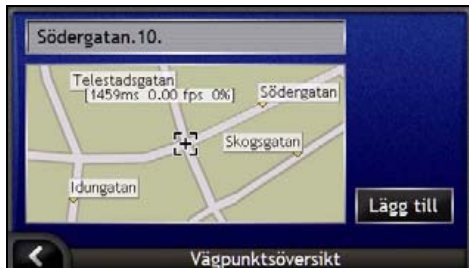 Södergatan.10.
Telestadsgatan
[1459ms 0.00 fps 0%]
Södergatan
Skogsgatan
Idungatan
Lägg till
Vägpunktsöversikt